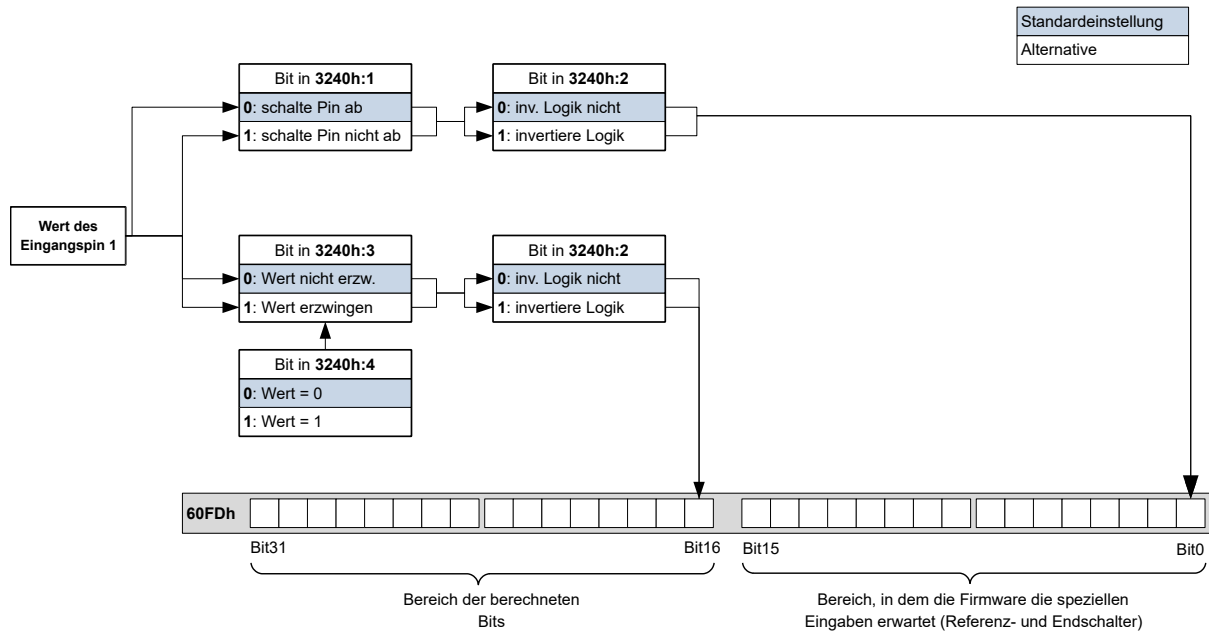 Standardeinstellung
Alternative
Bit in 3240h:1
0: schalte Pin ab
1: schalte Pin nicht ab
Bit in 3240h:2
0: inv. Logik nicht
1: invertiere Logik
Wert des
Eingangspin 1
Bit in 3240h:3
0: Wert nicht erzw.
1: Wert erzwingen
Bit in 3240h:2
0: inv. Logik nicht
1: invertiere Logik
Bit in 3240h:4
0: Wert = 0
1: Wert = 1
60FDh
Bit31
Bit16
Bit15
Bit0
Bereich der berechneten
Bits
Bereich, in dem die Firmware die speziellen
Eingaben erwartet (Referenz- und Endschalter)